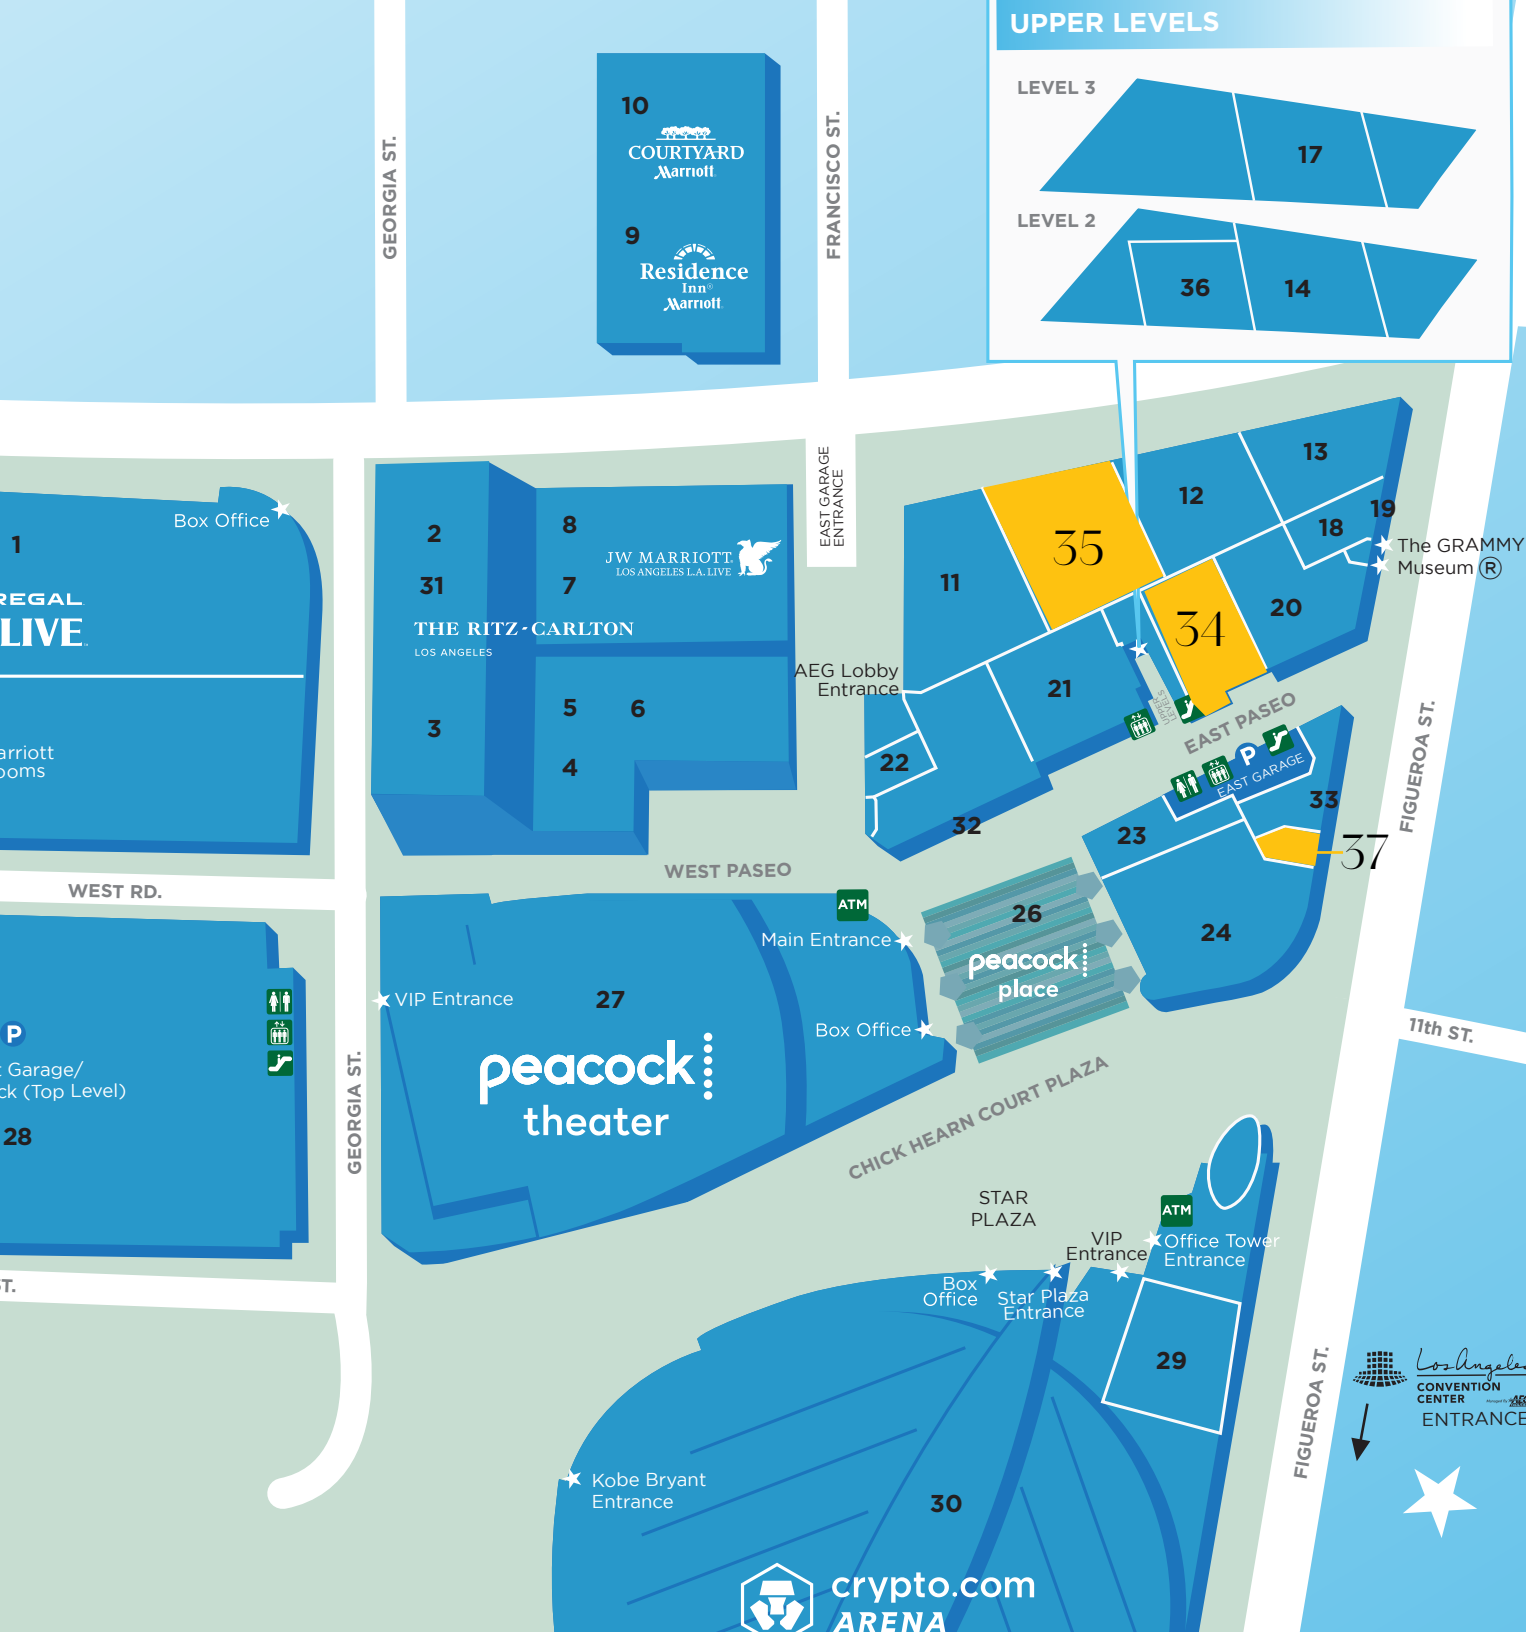 UPPER LEVELS
LEVEL 3
17
LEVEL 2
36
14
GEORGIA ST.
FRANCISCO ST.
10
COURTYARD
Marriott
9
Residence
Inn®
Marriott
EAST GARAGE
ENTRANCE
Box Office
1
REGAL
LIVE
arriott
ooms
2
31
THE RITZ-CARLTON
LOS ANGELES
3
8
JW MARRIOTT
LOS ANGELES L.A. LIVE
7
5
6
4
13
12
35
11
19
18
The GRAMMY
Museum ®
34
20
AEG Lobby
Entrance
21
22
32
UPPER
LEVELS
EAST PASEO
P
EAST GARAGE
33
23
37
24
FIGUEROA ST.
WEST RD.
WEST PASEO
ATM
Main Entrance
26
peacock
place
VIP Entrance
27
Box Office
peacock
theater
P
t Garage/
ck (Top Level)
28
GEORGIA ST.
11th ST.
CHICK HEARN COURT PLAZA
ST.
STAR
PLAZA
ATM
VIP
Entrance
Office Tower
Entrance
Box
Office
Star Plaza
Entrance
29
FIGUEROA ST.
Los Angeles
CONVENTION
CENTER
ENTRANCE
Kobe Bryant
Entrance
30
crypto.com
ARENA